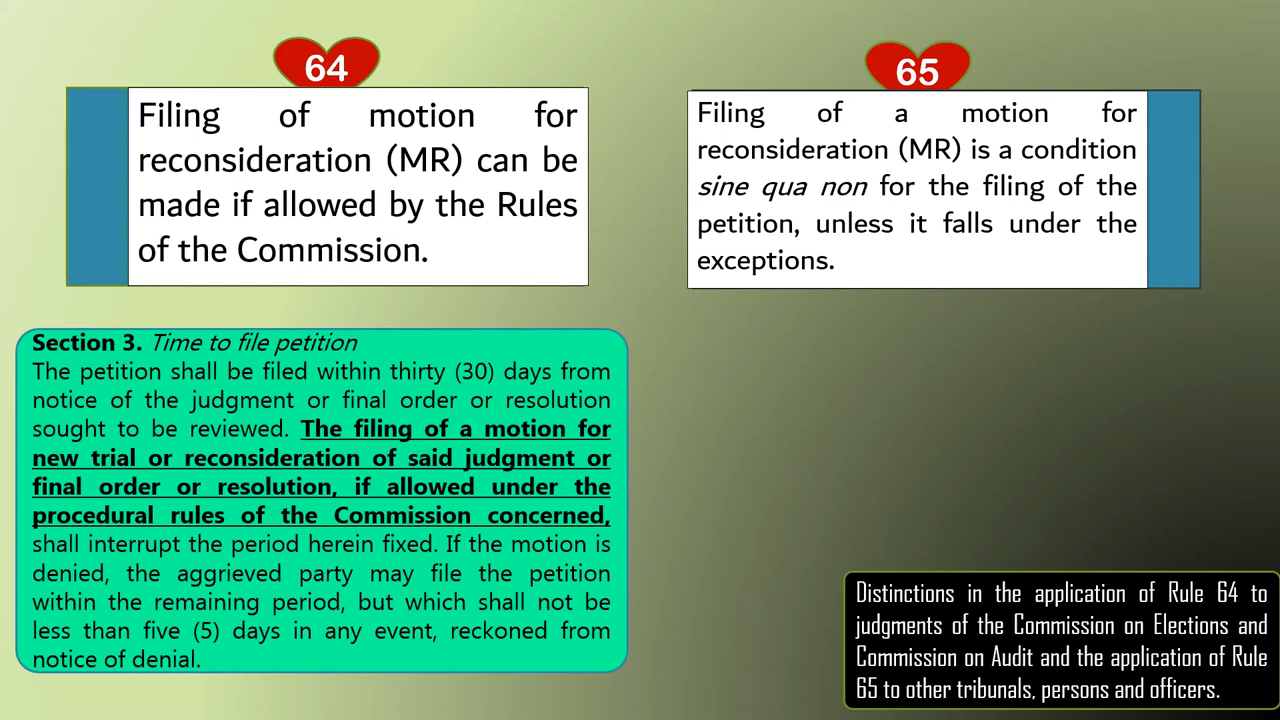 64
Filing of motion for
reconsideration (MR) can be
made if allowed by the Rules
of the Commission.
65
Filing of a motion for
reconsideration (MR) is a condition
sine qua non for the filing of the
petition, unless it falls under the
exceptions.
Section 3. Time to file petition
The petition shall be filed within thirty (30) days from
notice of the judgment or final order or resolution
sought to be reviewed. The filing of a motion for
new trial or reconsideration of said judgment or
final order or resolution, if allowed under the
procedural rules of the Commission concerned,
shall interrupt the period herein fixed. If the motion is
denied, the aggrieved party may file the petition
within the remaining period, but which shall not be
less than five (5) days in any event, reckoned from
notice of denial.
Distinctions in the application of Rule 64 to
judgments of the Commission on Elections and
Commission on Audit and the application of Rule
65 to other tribunals, persons and officers.